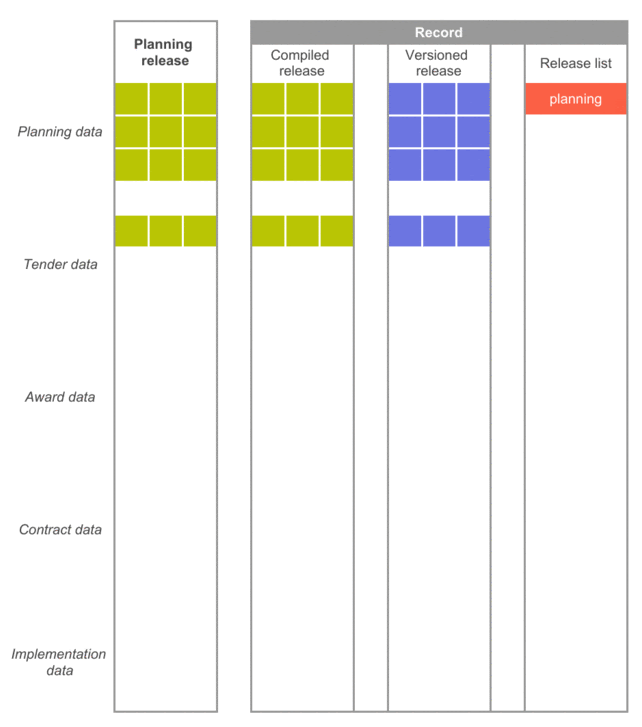 Record
Planning
release
Compiled
release
Versioned
release
Release list
planning
Planning data
Tender data
Award data
Contract data
Implementation
data